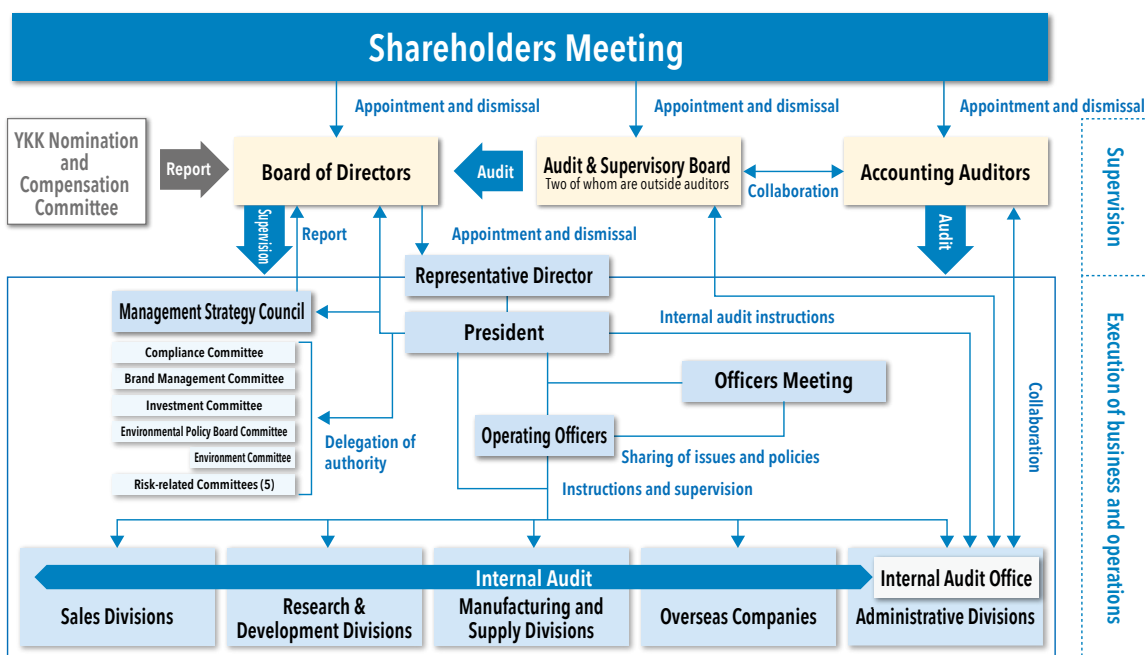 Shareholders Meeting
Appointment and dismissal
Appointment and dismissal
Appointment and dismissal
YKK Nomination
and
Compensation
Committee
Report
Board of Directors
Audit
Audit & Supervisory Board
Two of whom are outside auditors
Collaboration
Accounting Auditors
Supervision
Supervision
Report
Appointment and dismissal
Audit
Representative Director
Management Strategy Council
President
Internal audit instructions
Compliance Committee
Brand Management Committee
Investment Committee
Environmental Policy Board Committee
Environment Committee
Risk-related Committees (5)
Delegation of
authority
Officers Meeting
Operating Officers
Sharing of issues and policies
Instructions and supervision
Collaboration
Execution of business and operations
Internal Audit
Internal Audit Office
Sales Divisions
Research &
Development Divisions
Manufacturing and
Supply Divisions
Overseas Companies
Administrative Divisions